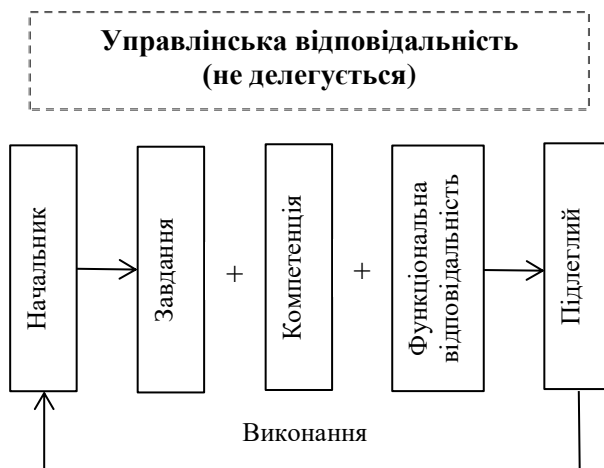 Управлінська відповідальність
(не делегується)
Начальник
Завдання
+
Компетенція
+
Функціональна
відповідальність
Підлеглий
Виконання